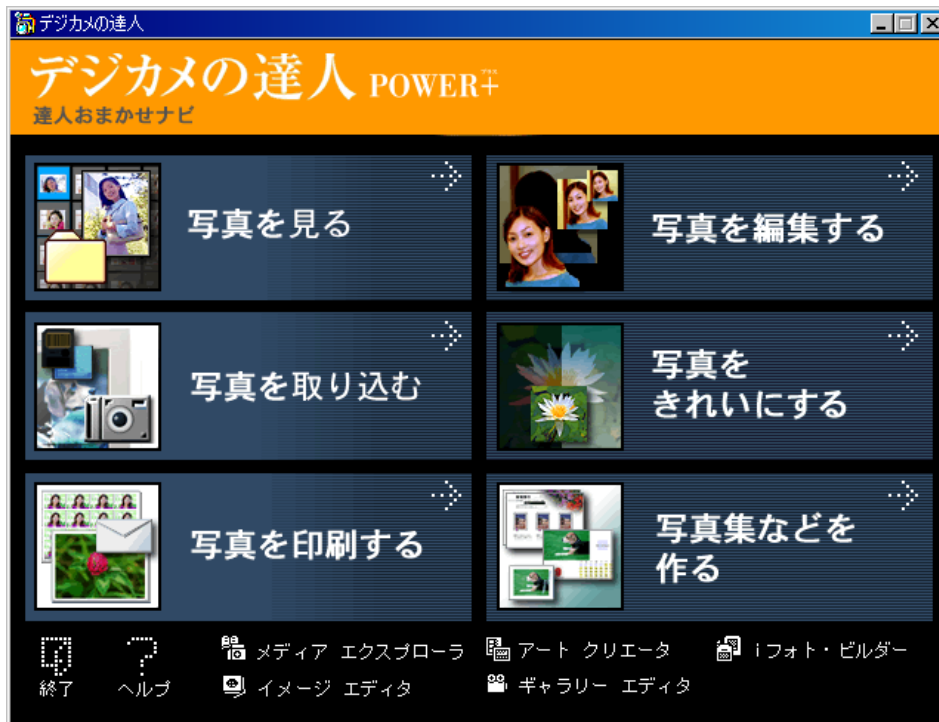 デジカメの達人
デジカメの達人 POWER+
達人おまかせナビ
写真を見る
写真を編集する
写真を取り込む
写真を
きれいにする
写真を印刷する
写真集などを
作る
終了
ヘルプ
メディア エクスプローラ
アート クリエータ
iフォト・ビルダー
イメージ エディタ
ギャラリー エディタ